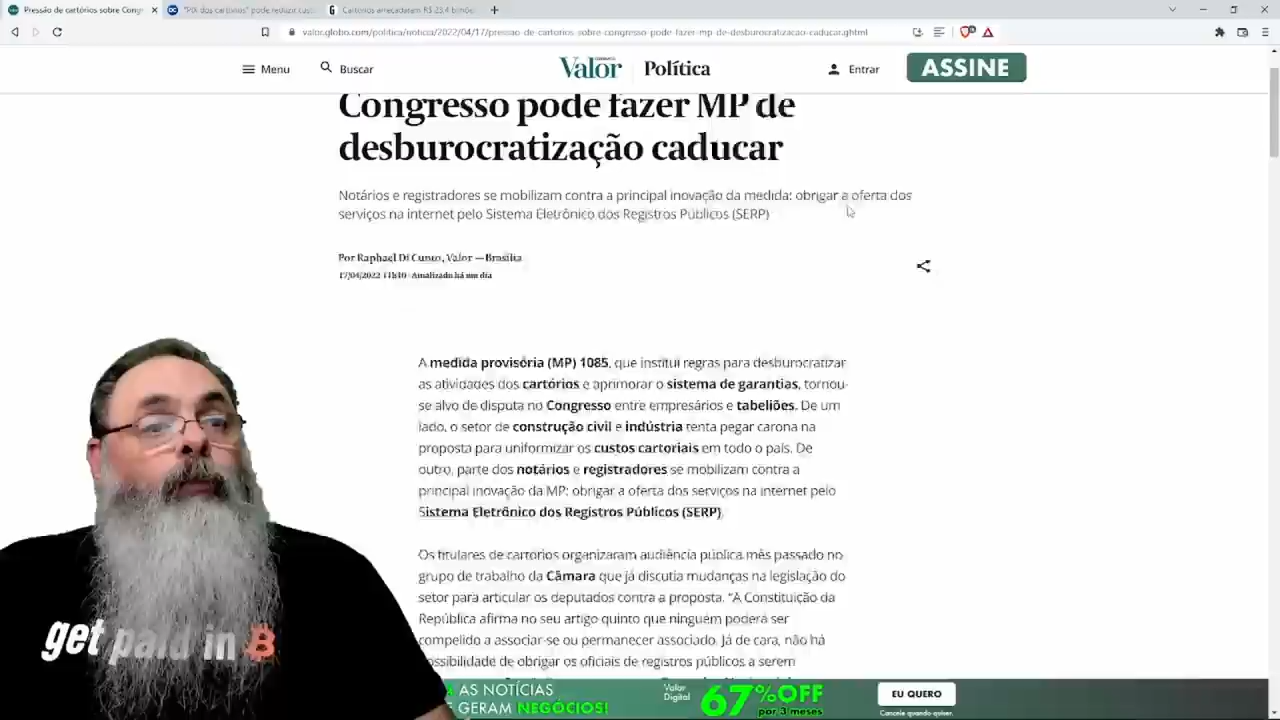 Pressão de cartórios sobre Cong
"PIX dos cartórios" pode reduzir cust
Cartórios arrecadaram R$ 23,4 bilhõe
valor.globo.com/politica/noticia/2022/04/17/pressao-de-cartorios-sobre-congresso-pode-fazer-mp-de-desburocratizacao-caducar.ghtml
Menu
Buscar
Valor
Política
Entrar
ASSINE
Congresso pode fazer MP de
desburocratização caducar
Notários e registradores se mobilizam contra a principal inovação da medida: obrigar a oferta dos
serviços na internet pelo Sistema Eletrônico dos Registros Públicos (SERP)
Por Raphael Di Cunto, Valor — Brasília
17/04/2022 11h10 · Atualizado há um dia
A medida provisória (MP) 1085, que institui regras para desburocratizar
as atividades dos cartórios e aprimorar o sistema de garantias, tornou-
se alvo de disputa no Congresso entre empresários e tabeliões. De um
lado, o setor de construção civil e indústria tenta pegar carona na
proposta para uniformizar os custos cartoriais em todo o país. De
outro, parte dos notários e registradores se mobilizam contra a
principal inovação da MP: obrigar a oferta dos serviços na internet pelo
Sistema Eletrônico dos Registros Públicos (SERP)
Os titulares de cartórios organizaram audiência pública mês passado no
grupo de trabalho da Câmara que já discutia mudanças na legislação do
setor para articular os deputados contra a proposta. "A Constituição da
República afirma no seu artigo quinto que ninguém poderá ser
compelido a associar-se ou permanecer associado. Já de cara, não há
possibilidade de obrigar os oficiais de registros públicos a serem
get paid in ₿
AS NOTÍCIAS
E GERAM NEGÓCIOS!
Valor
Digital
67%OFF
por 3 meses
EU QUERO
Cancele quando quiser.